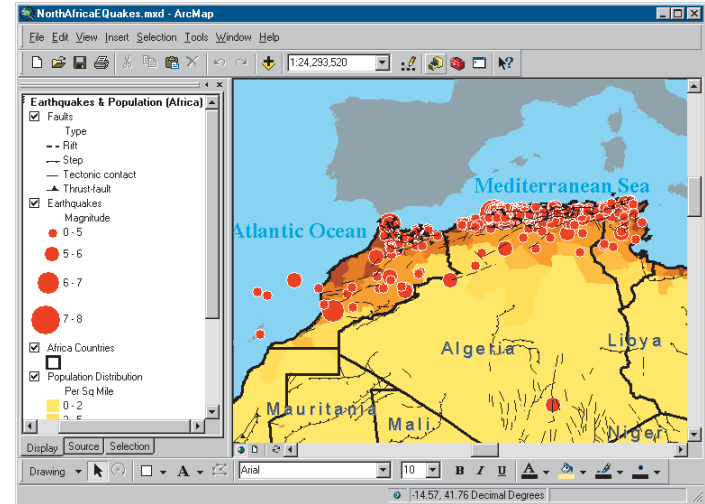 NorthAfricaEQuakes.mxd - ArcMap
File Edit View Insert Selection Tools Window Help
1:24,293,520
Earthquakes & Population (Africa)
Faults
Type
Rift
Step
Tectonic contact
Thrust-fault
Earthquakes
Magnitude
0 - 5
5 - 6
6 - 7
7 - 8
Africa Countries
Population Distribution
Per Sq Mile
0 - 2
Display Source Selection
Mediterranean Sea
Atlantic Ocean
Algeria
Libya
Mauritania
Mali
Niger
Drawing A Arial 10 B I U A
-14.57, 41.76 Decimal Degrees